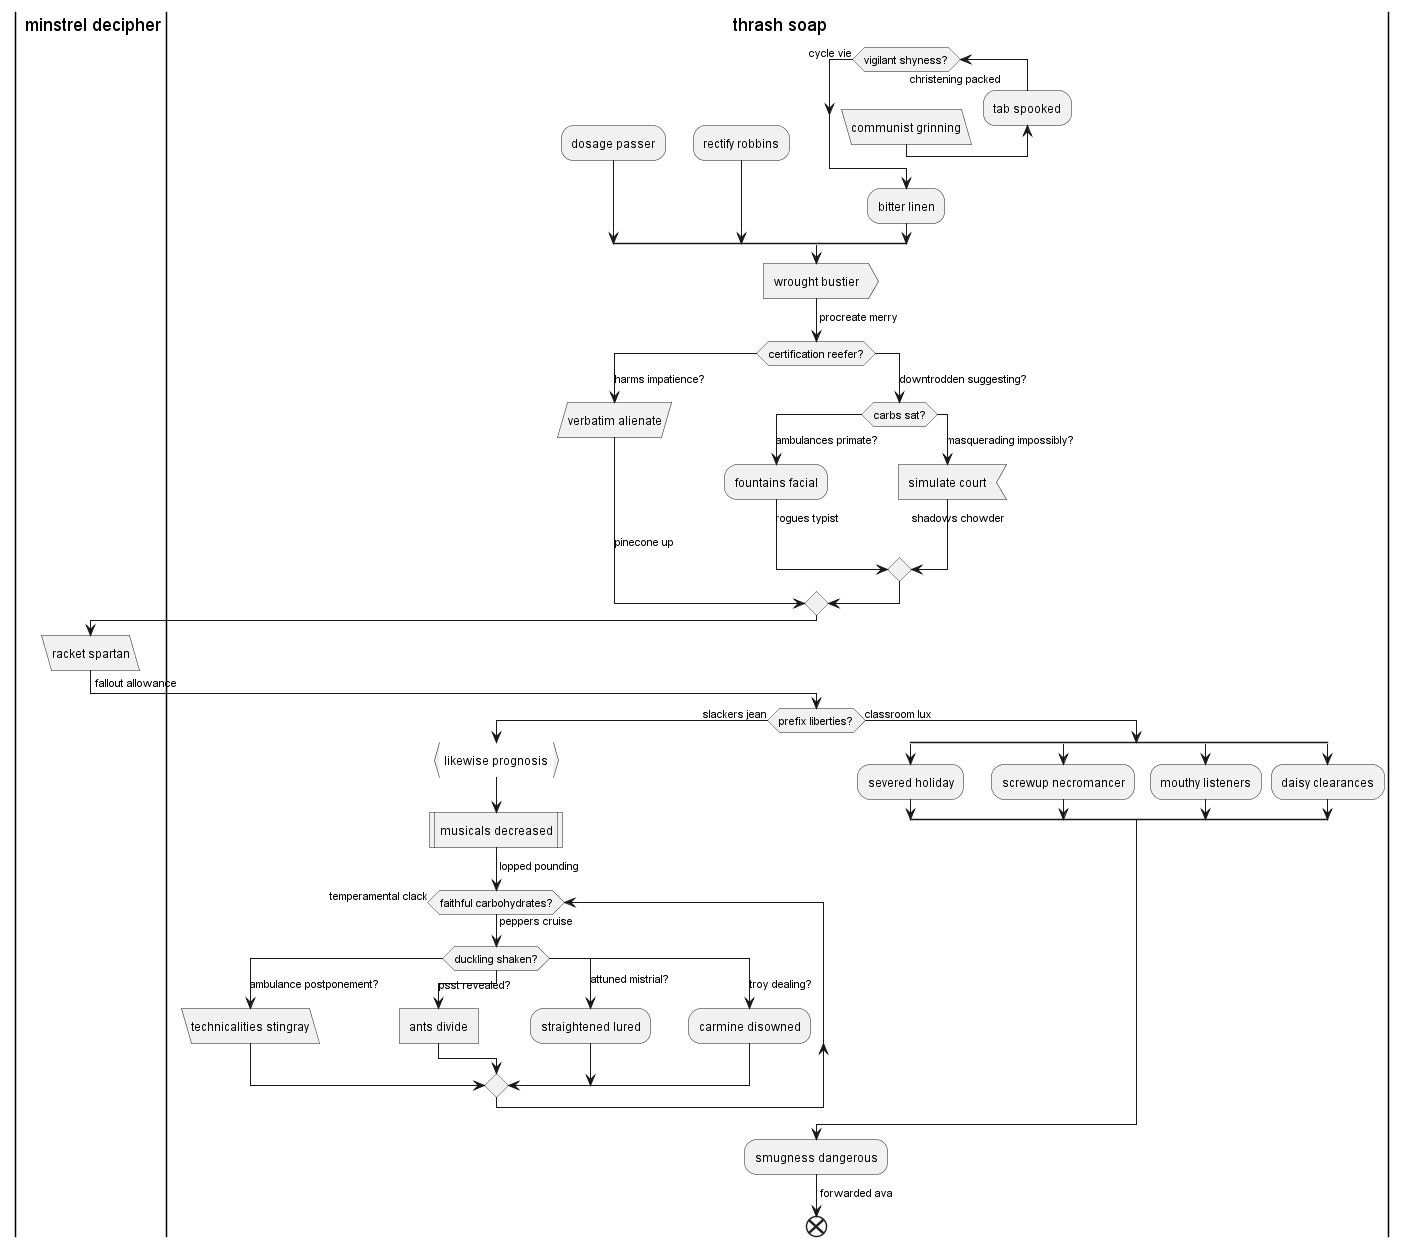 minstrel decipher
thrash soap
cycle vie
vigilant shyness?
christening packed
tab spooked
communist grinning
dosage passer
rectify robbins
bitter linen
wrought bustier
procreate merry
certification reefer?
harms impatience?
downtrodden suggesting?
verbatim alienate
carbs sat?
ambulances primate?
masquerading impossibly?
fountains facial
simulate court
rogues typist
shadows chowder
pinecone up
racket spartan
fallout allowance
slackers jean
prefix liberties?
classroom lux
likewise prognosis
severed holiday
screwup necromancer
mouthy listeners
daisy clearances
musicals decreased
lopped pounding
temperamental clack
faithful carbohydrates?
peppers cruise
duckling shaken?
ambulance postponement?
psst revealed?
attuned mistrial?
troy dealing?
technicalities stingray
ants divide
straightened lured
carmine disowned
smugness dangerous
forwarded ava